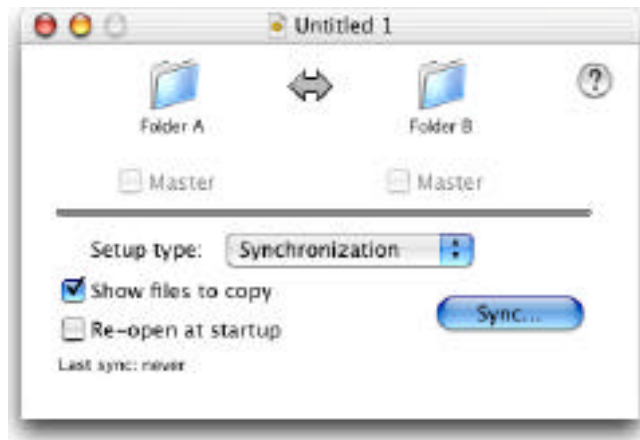 Untitled 1
?
Folder A Folder B
Master Master
Setup type: Synchronization
Show files to copy
Sync...
Re-open at startup
Last sync: never